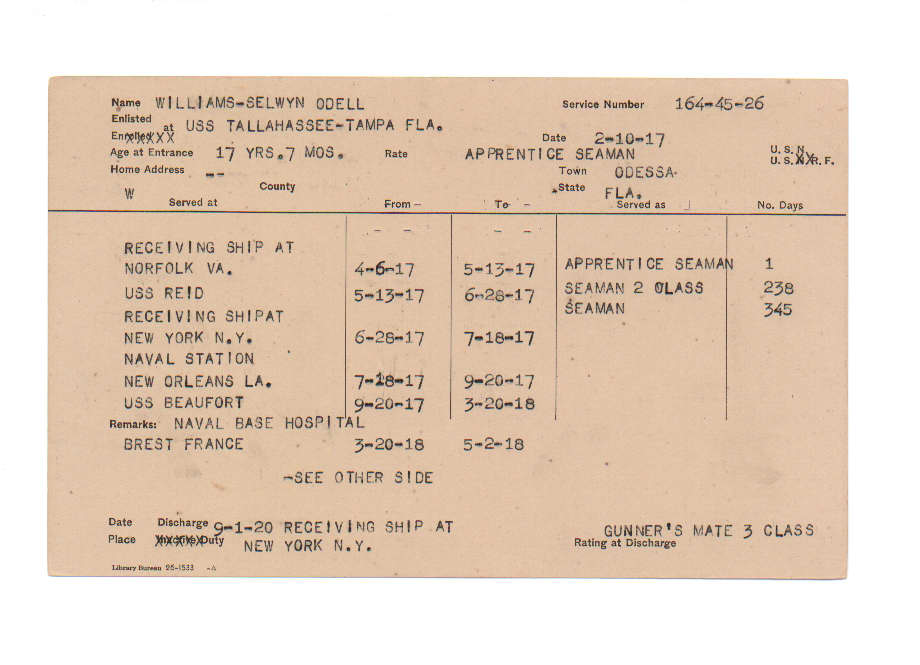 Name WILLIAMS-SELWYN ODELL Service Number 164-45-26
Enlisted
Enrolled at USS TALLAHASSEE-TAMPA FLA. Date 2-10-17
Age at Entrance 17 YRS.7 MOS. Rate APPRENTICE SEAMAN U. S. N.
U. S. N. R. F.
Home Address -- Town ODESSA
County State FLA.
W
Served at From To Served as No. Days
RECEIVING SHIP AT
NORFOLK VA. 4-6-17 5-13-17 APPRENTICE SEAMAN 1
USS REID 5-13-17 6-28-17 SEAMAN 2 CLASS 238
RECEIVING SHIPAT SEAMAN 345
NEW YORK N.Y. 6-28-17 7-18-17
NAVAL STATION
NEW ORLEANS LA. 7-18-17 9-20-17
USS BEAUFORT 9-20-17 3-20-18
Remarks: NAVAL BASE HOSPITAL
BREST FRANCE 3-20-18 5-2-18
-SEE OTHER SIDE
Date Discharge 9-1-20 RECEIVING SHIP AT GUNNER'S MATE 3 CLASS
Place Inactive Duty NEW YORK N.Y. Rating at Discharge
Library Bureau 26-1533 -A